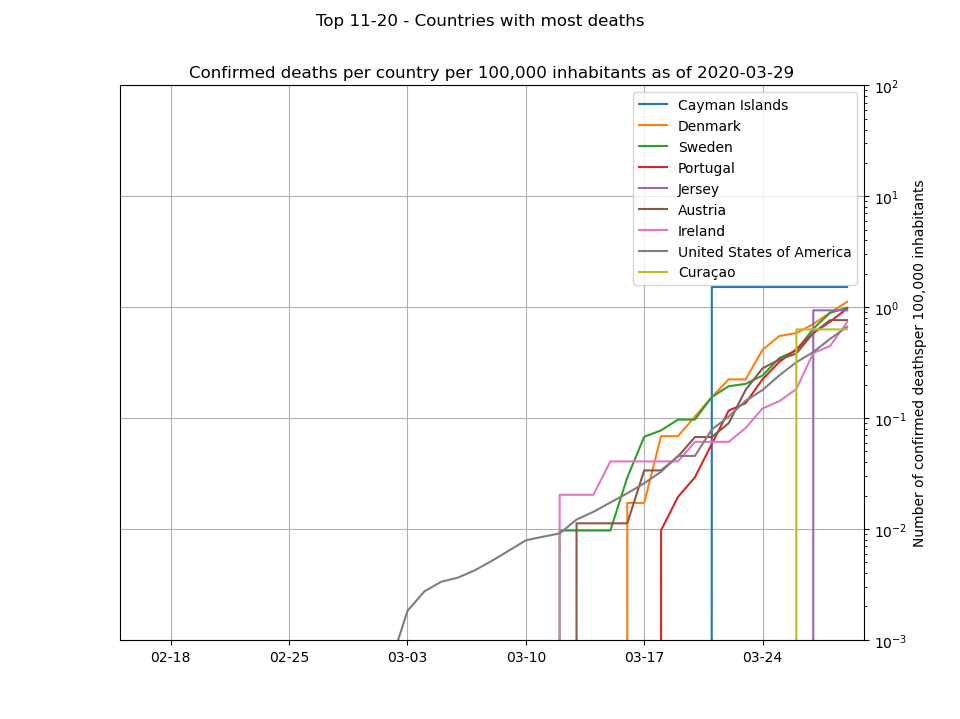 Top 11-20 - Countries with most deaths
Confirmed deaths per country per 100,000 inhabitants as of 2020-03-29
Cayman Islands
Denmark
Sweden
Portugal
Jersey
Austria
Ireland
United States of America
Curaçao
10²
10¹
10⁰
10⁻¹
10⁻²
10⁻³
Number of confirmed deathsper 100,000 inhabitants
02-18
02-25
03-03
03-10
03-17
03-24